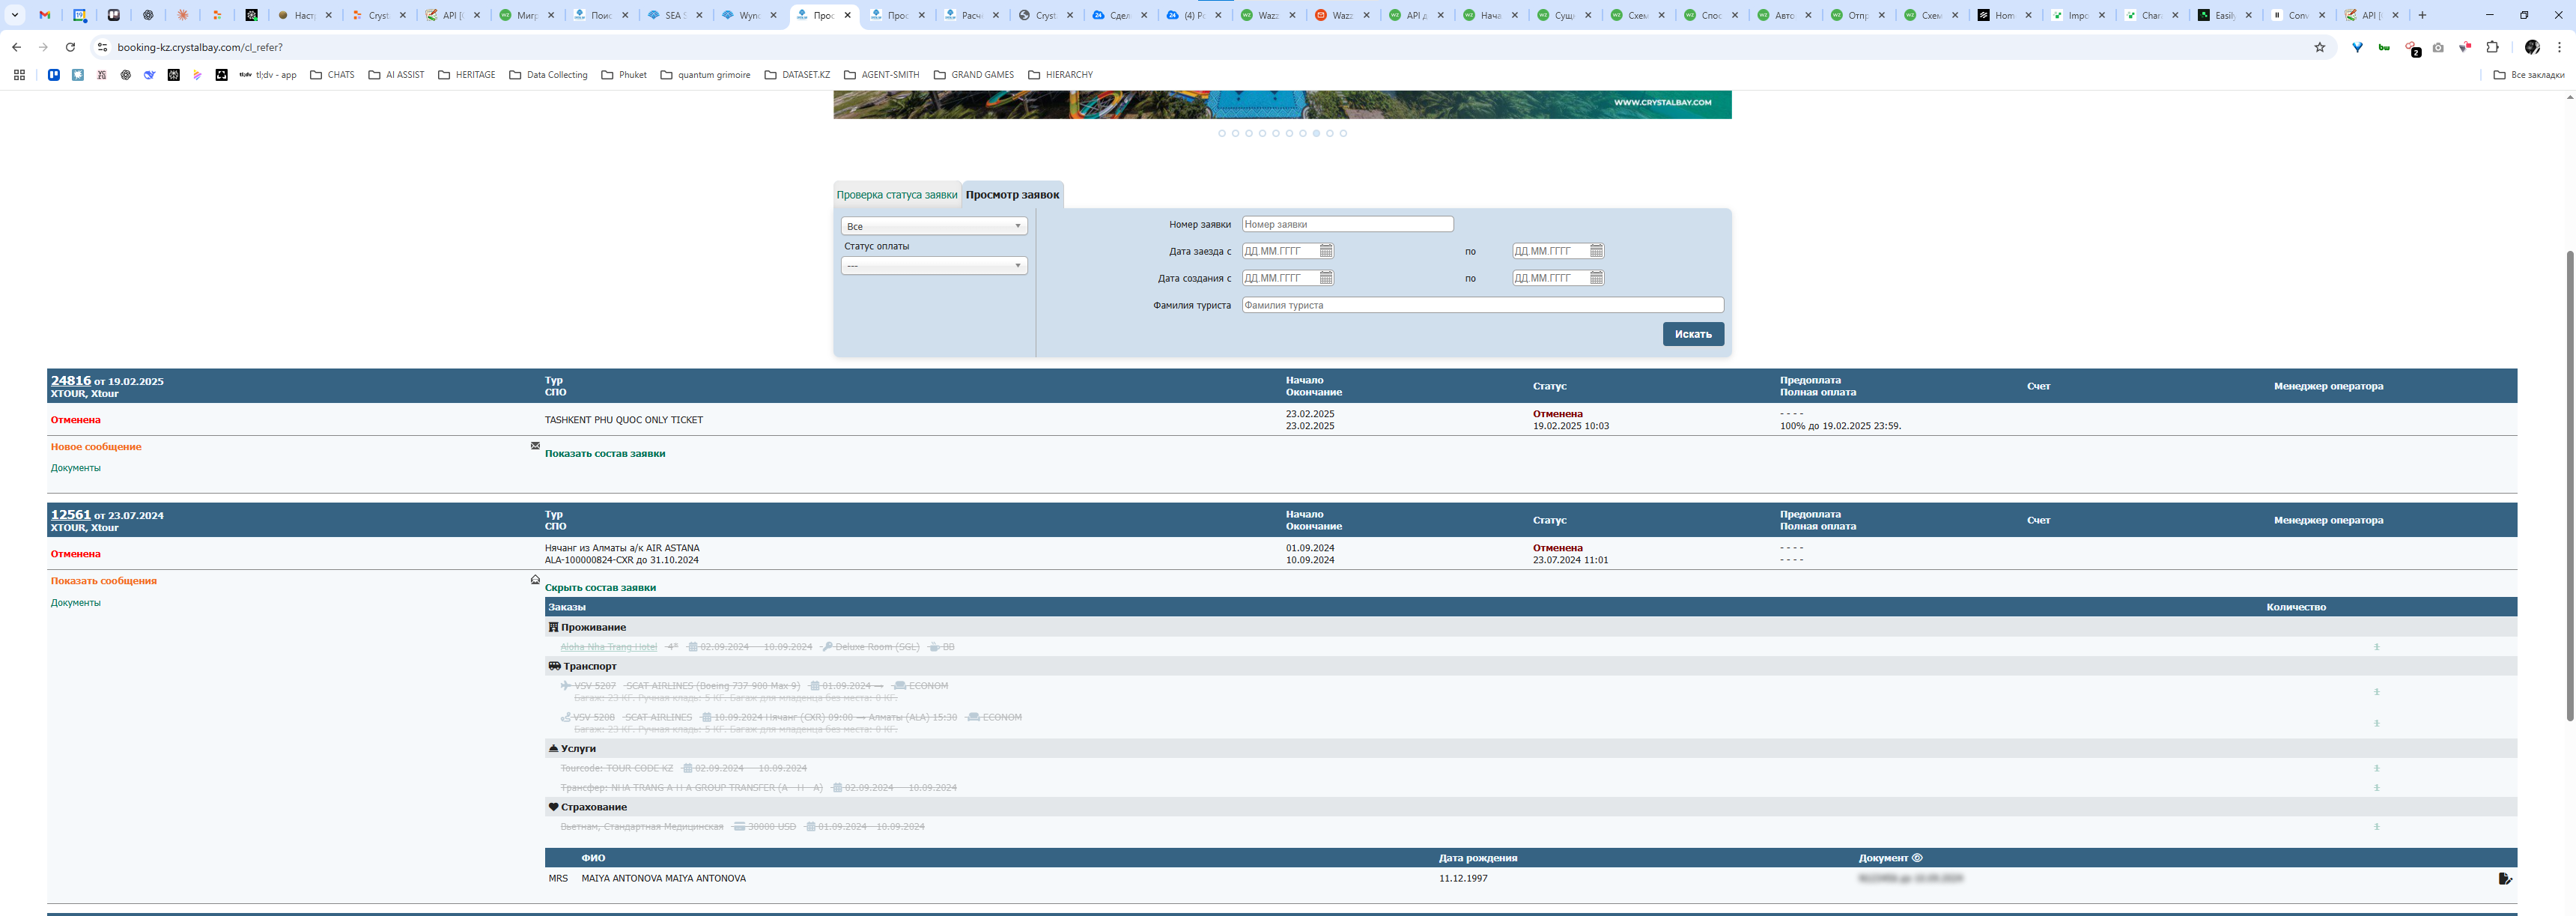 Наст
Cryst
API [
Мигр
Поис
SEA S
Wync
Прос
Прос
Расче
Cryst
Сдел
(4) Рс
Wazz
Wazz
API д
Нача
Сущн
Схем
Спос
Авто
Отпр
Схем
Hom
Impo
Chan
Easily
Conv
API [
booking-kz.crystalbay.com/cl_refer?
2
tl;dv tl;dv - app
CHATS
AI ASSIST
HERITAGE
Data Collecting
Phuket
quantum grimoire
DATASET.KZ
AGENT-SMITH
GRAND GAMES
HIERARCHY
Все закладки
WWW.CRYSTALBAY.COM
Проверка статуса заявки
Просмотр заявок
Все
Статус оплаты
---
Номер заявки Номер заявки
Дата заезда с ДД.ММ.ГГГГ по ДД.ММ.ГГГГ
Дата создания с ДД.ММ.ГГГГ по ДД.ММ.ГГГГ
Фамилия туриста Фамилия туриста
Искать
24816 от 19.02.2025
XTOUR, Xtour
Тур
СПО
Начало
Окончание
Статус
Предоплата
Полная оплата
Счет
Менеджер оператора
Отменена
TASHKENT PHU QUOC ONLY TICKET
23.02.2025
23.02.2025
Отменена
19.02.2025 10:03
- - - -
100% до 19.02.2025 23:59.
Новое сообщение
Документы
Показать состав заявки
12561 от 23.07.2024
XTOUR, Xtour
Тур
СПО
Начало
Окончание
Статус
Предоплата
Полная оплата
Счет
Менеджер оператора
Отменена
Нячанг из Алматы а/к AIR ASTANA
ALA-100000824-CXR до 31.10.2024
01.09.2024
10.09.2024
Отменена
23.07.2024 11:01
- - - -
- - - -
Показать сообщения
Документы
Скрыть состав заявки
Заказы Количество
Проживание
Aloha Nha Trang Hotel 4* 02.09.2024 — 10.09.2024 Deluxe Room (SGL) BB 1
Транспорт
VSV 5207 SCAT AIRLINES (Boeing 737-900 Max 9) 01.09.2024 — ECONOM 1
Багаж: 23 КГ. Ручная кладь: 5 КГ. Багаж для младенца без места: 0 КГ.
VSV 5208 SCAT AIRLINES 10.09.2024 Нячанг (CXR) 09:00 — Алматы (ALA) 15:30 ECONOM 1
Багаж: 23 КГ. Ручная кладь: 5 КГ. Багаж для младенца без места: 0 КГ.
Услуги
Tourcode: TOUR CODE KZ 02.09.2024 — 10.09.2024 1
Трансфер: NHA TRANG A-H-A GROUP TRANSFER (A - H - A) 02.09.2024 — 10.09.2024 1
Страхование
Вьетнам, Стандартная Медицинская 30000 USD 01.09.2024 - 10.09.2024 1
ФИО Дата рождения Документ
MRS MAIYA ANTONOVA MAIYA ANTONOVA 11.12.1997